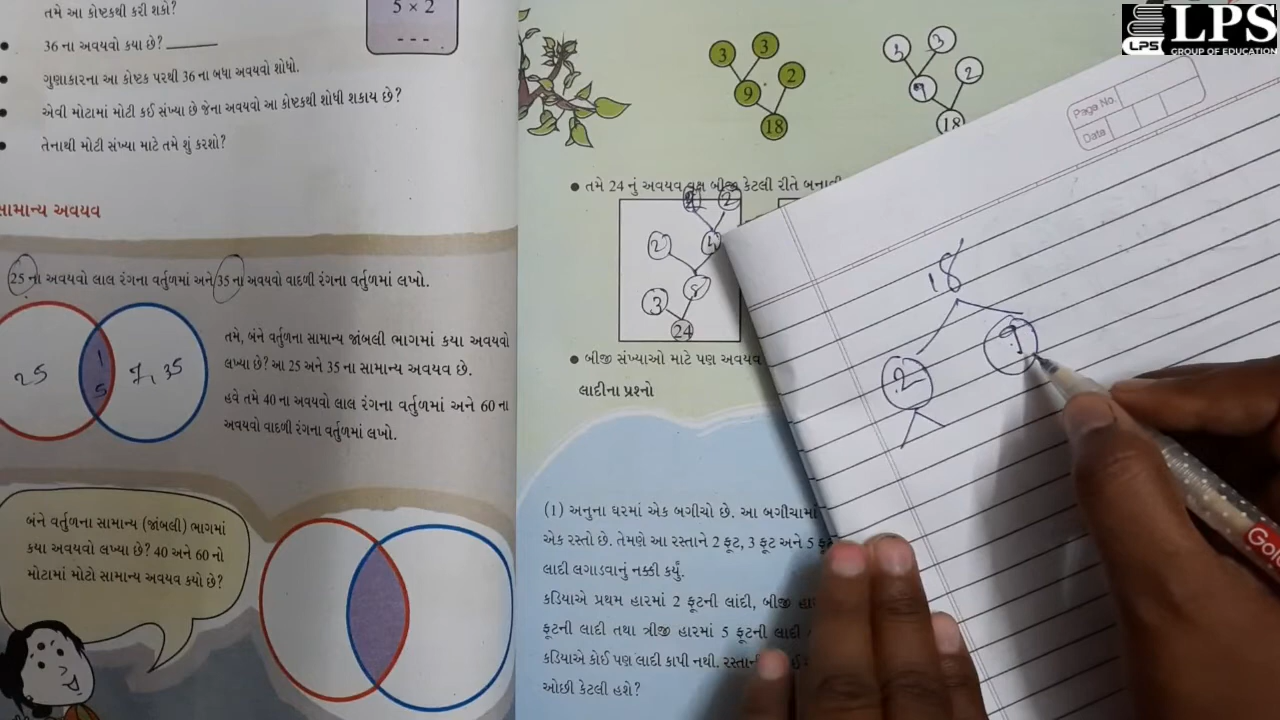 તમે આ કોષ્ટકથી કરી શકો?
36 ના અવયવો કયા છે?
ગુણાકારના આ કોષ્ટક પરથી 36 ના બધા અવયવો શોધો.
એવી મોટામાં મોટી કઈ સંખ્યા છે જેના અવયવો આ કોષ્ટકથી શોધી શકાય છે?
તેનાથી મોટી સંખ્યા માટે તમે શું કરશો?
5 × 2
સામાન્ય અવયવ
25 ના અવયવો લાલ રંગના વર્તુળમાં અને 35 ના અવયવો વાદળી રંગના વર્તુળમાં લખો.
25
1
5
7, 35
તમે, બંને વર્તુળના સામાન્ય જાંબલી ભાગમાં કયા અવયવો
લખ્યા છે? આ 25 અને 35 ના સામાન્ય અવયવ છે.
હવે તમે 40 ના અવયવો લાલ રંગના વર્તુળમાં અને 60 ના
અવયવો વાદળી રંગના વર્તુળમાં લખો.
બંને વર્તુળના સામાન્ય (જાંબલી) ભાગમાં
કયા અવયવો લખ્યા છે? 40 અને 60 નો
મોટામાં મોટો સામાન્ય અવયવ કયો છે?
3 3
2
9
18
3 3
2
9
18
તમે 24 નું અવયવ વૃક્ષ બીજી કેટલી રીતે
2
2 4
8
3
24
બીજી સંખ્યાઓ માટે પણ અવયવ
લાદીના પ્રશ્નો
(1) અનુના ઘરમાં એક બગીચો છે. આ બગીચામાં
એક રસ્તો છે. તેમણે આ રસ્તાને 2 ફૂટ, 3 ફૂટ અને 5
લાદી લગાડવાનું નક્કી કર્યું.
કડિયાએ પ્રથમ હારમાં 2 ફૂટની લાંદી, બીજી
ફૂટની લાદી તથા ત્રીજી હારમાં 5 ફૂટની લાદી
કડિયાએ કોઈ પણ લાદી કાપી નથી.
ઓછી કેટલી હશે?
Page No.
Date
18
2 9
LPS
LPS
GROUP OF EDUCATION